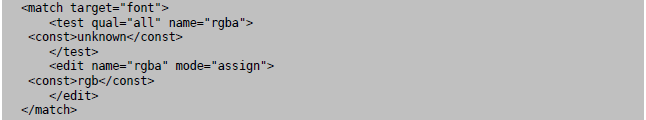 <match target="font">
    <test qual="all" name="rgba">
 <const>unknown</const>
    </test>
    <edit name="rgba" mode="assign">
 <const>rgb</const>
    </edit>
</match>